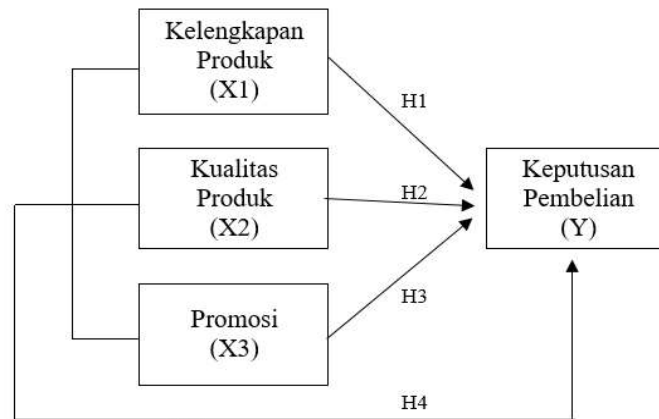 Kelengkapan
Produk
(X1)
H1
Kualitas
Produk
(X2)
H2
Keputusan
Pembelian
(Y)
H3
Promosi
(X3)
H4